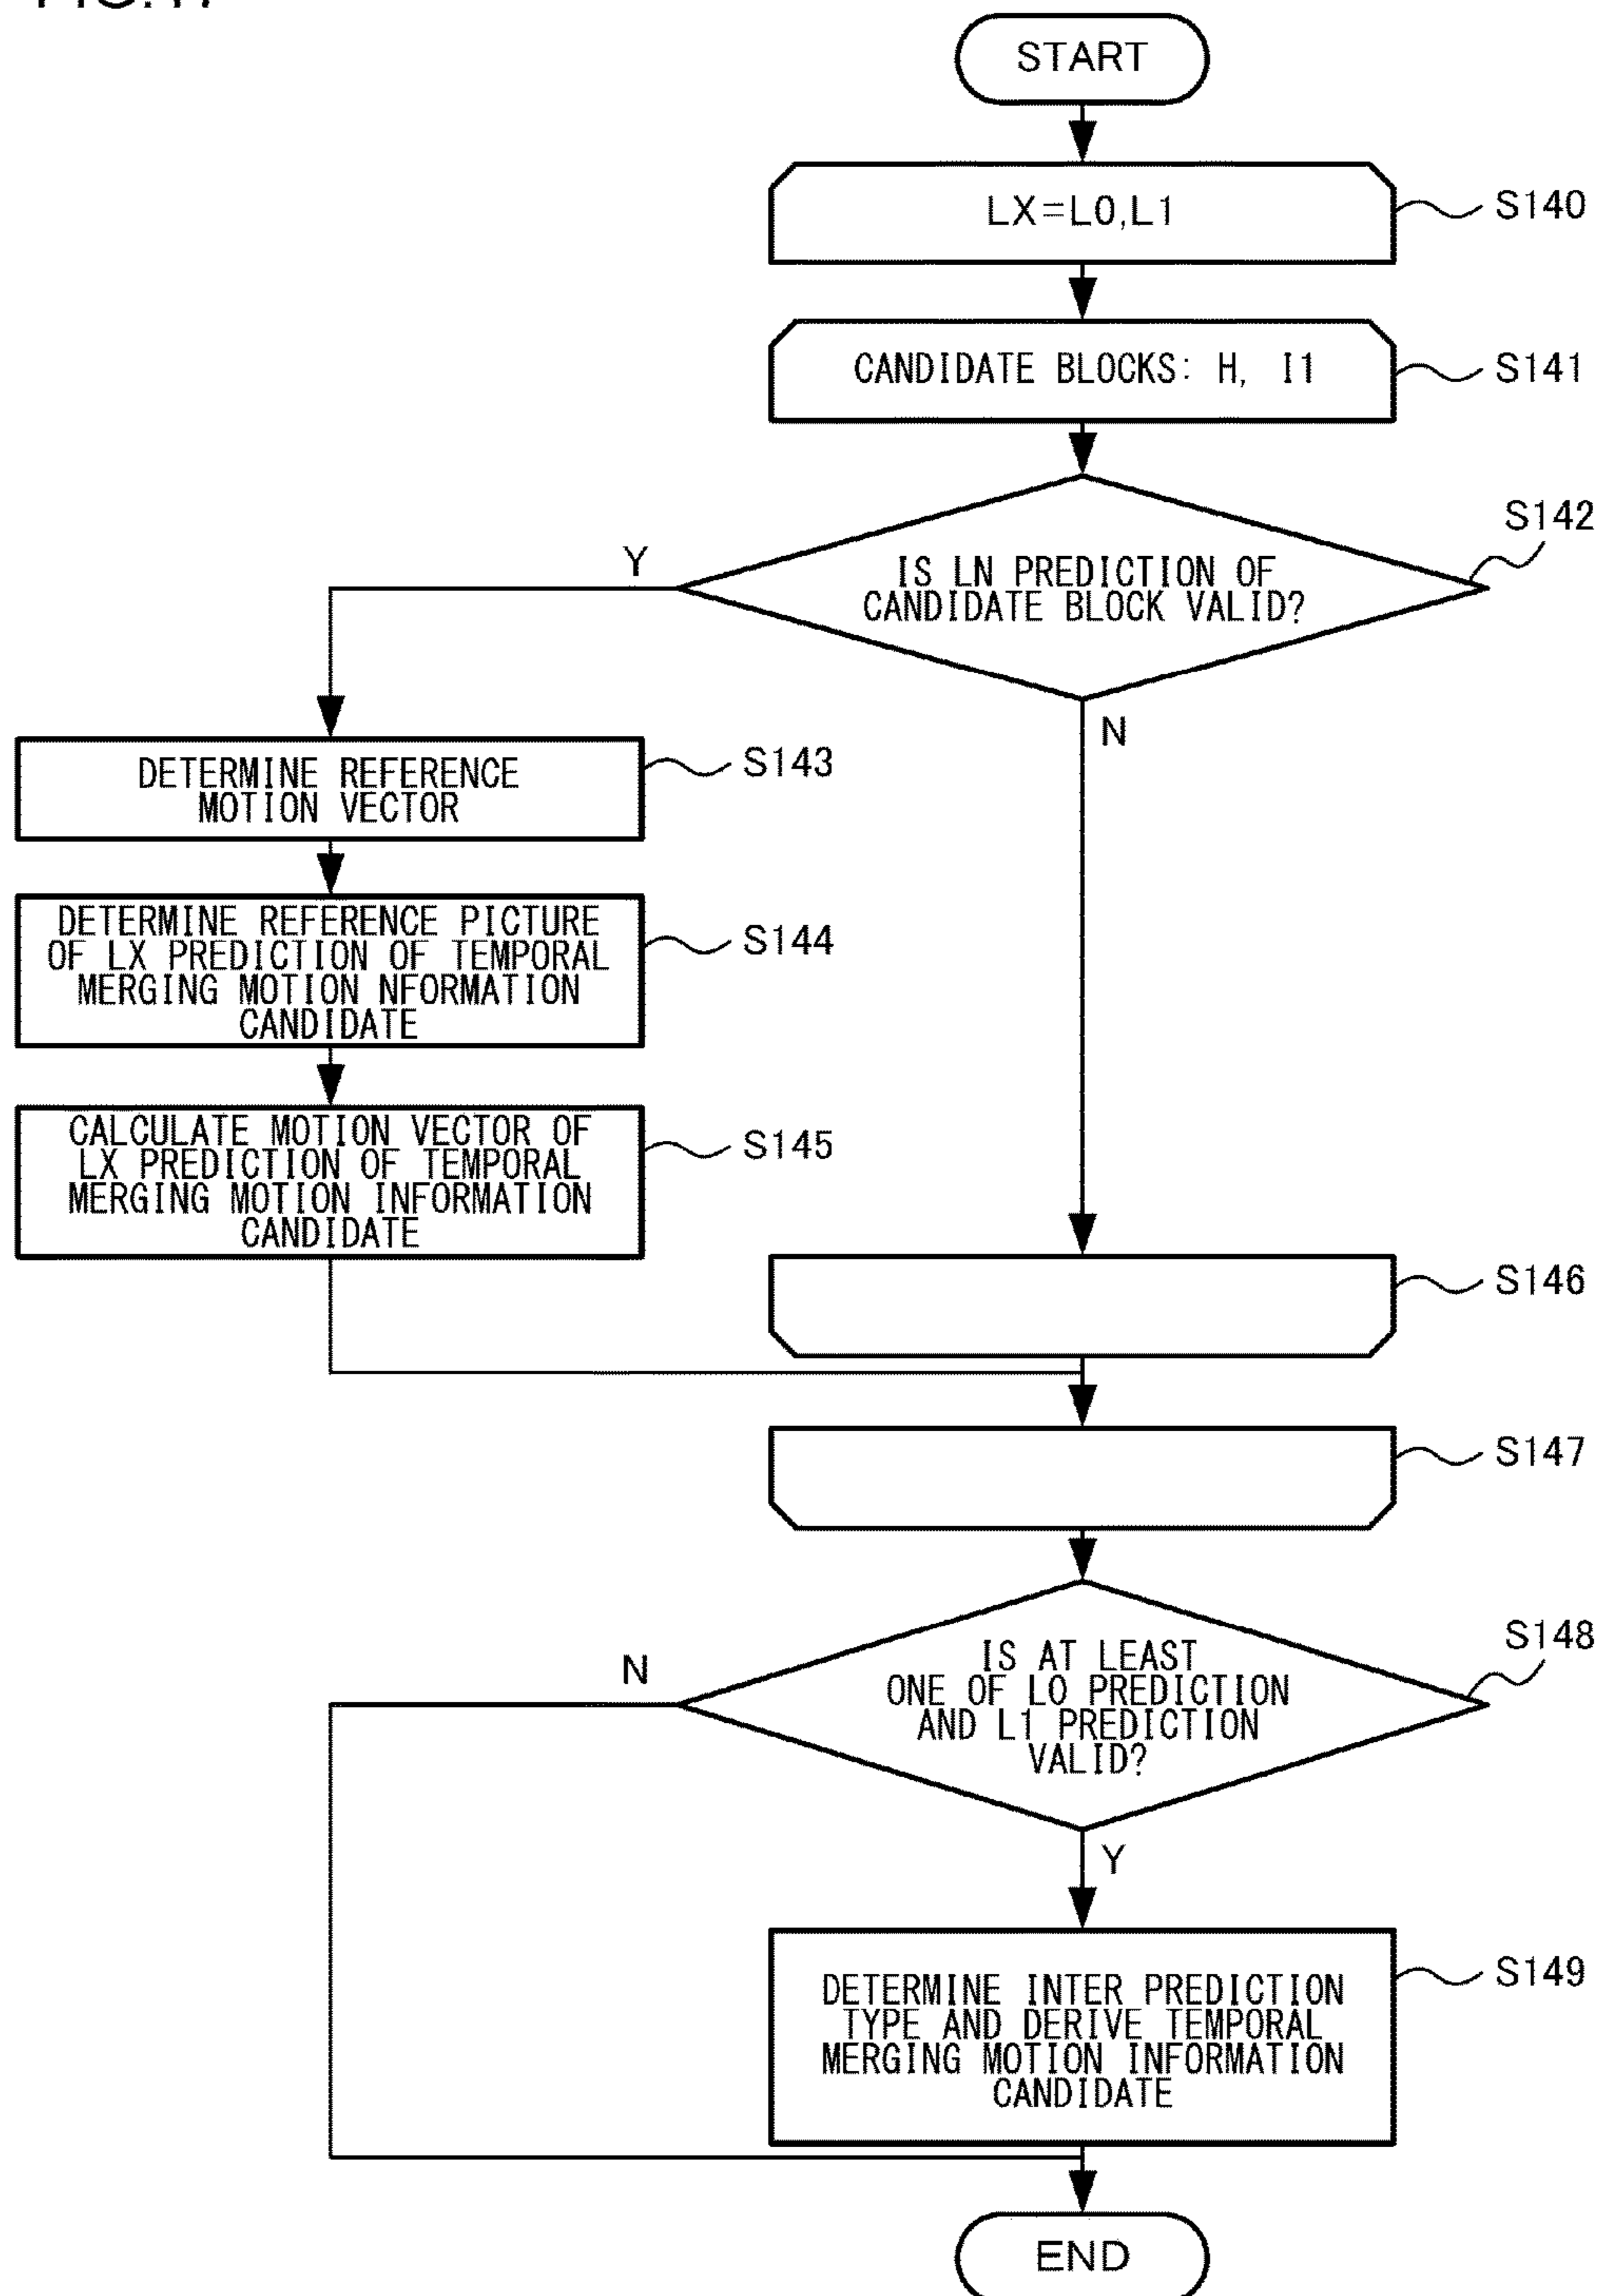 START
LX=L0,L1
S140
CANDIDATE BLOCKS: H, I1
S141
S142
Y
IS LN PREDICTION OF
CANDIDATE BLOCK VALID?
N
DETERMINE REFERENCE
MOTION VECTOR
S143
DETERMINE REFERENCE PICTURE
OF LX PREDICTION OF TEMPORAL
MERGING MOTION NFORMATION
CANDIDATE
S144
CALCULATE MOTION VECTOR OF
LX PREDICTION OF TEMPORAL
MERGING MOTION INFORMATION
CANDIDATE
S145
S146
S147
S148
N
IS AT LEAST
ONE OF L0 PREDICTION
AND L1 PREDICTION
VALID?
Y
DETERMINE INTER PREDICTION
TYPE AND DERIVE TEMPORAL
MERGING MOTION INFORMATION
CANDIDATE
S149
END